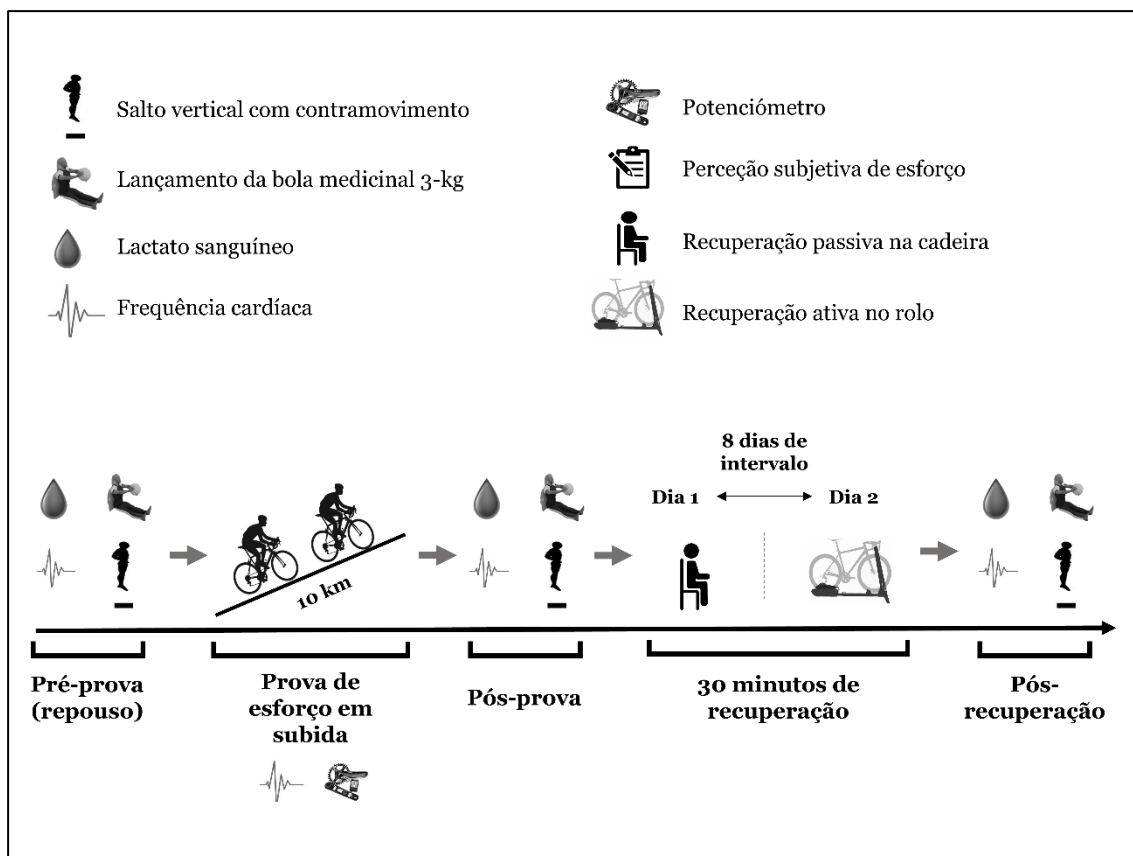 Salto vertical com contramovimento
Lançamento da bola medicinal 3-kg
Lactato sanguíneo
Frequência cardíaca
Potenciómetro
Perceção subjetiva de esforço
Recuperação passiva na cadeira
Recuperação ativa no rolo
8 dias de
intervalo
Dia 1
Dia 2
10 km
Pré-prova
(repouso)
Prova de
esforço em
subida
Pós-prova
30 minutos de
recuperação
Pós-
recuperação